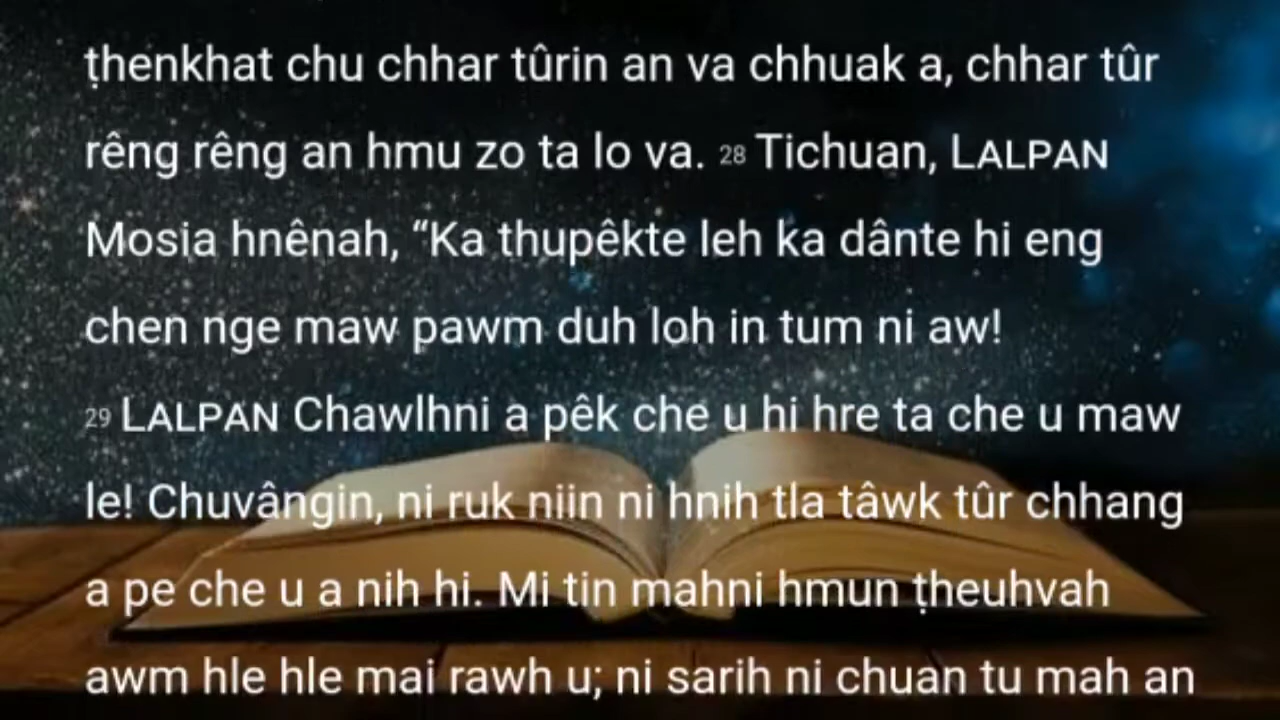 ṭhenkhat chu chhar tûrin an va chhuak a, chhar tûr
rêng rêng an hmu zo ta lo va. 28 Tichuan, LALPAN
Mosia hnênah, “Ka thupêkte leh ka dânte hi eng
chen nge maw pawm duh loh in tum ni aw!
29 LALPAN Chawlhni a pêk che u hi hre ta che u maw
le! Chuvângin, ni ruk niin ni hnih tla tâwk tûr chhang
a pe che u a nih hi. Mi tin mahni hmun ṭheuhvah
awm hle hle mai rawh u; ni sarih ni chuan tu mah an